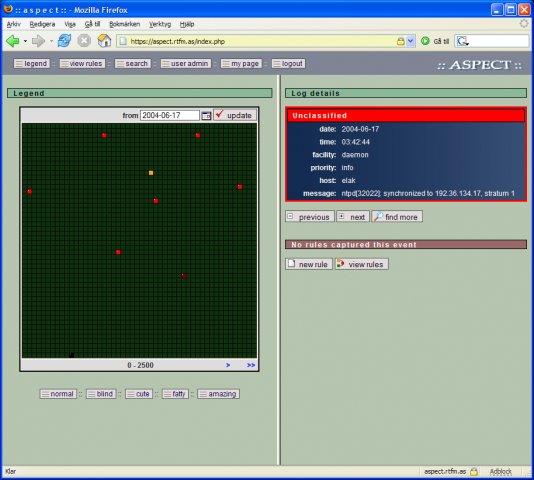 :: a s p e c t :: - Mozilla Firefox
Arkiv Redigera Visa Gå till Bokmärken Verktyg Hjälp
https://aspect.rtfm.as/index.php Gå till
legend :: view rules :: search :: user admin :: my page :: logout
:: ASPECT ::
Legend
from 2004-06-17 update
0 - 2500 > >>
normal :: blind :: cute :: fatty :: amazing
Log details
Unclassified
date: 2004-06-17
time: 03:42:44
facility: daemon
priority: info
host: elak
message: ntpd[32022]: synchronized to 192.36.134.17, stratum 1
previous next find more
No rules captured this event
new rule view rules
Klar aspect.rtfm.as Adblock